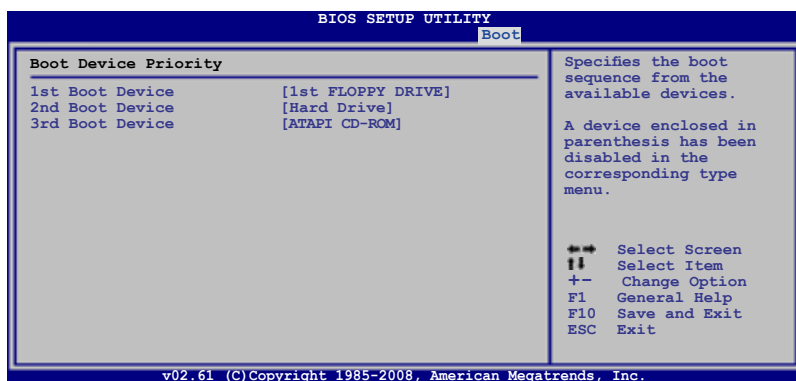 BIOS SETUP UTILITY
Boot
Boot Device Priority
1st Boot Device [1st FLOPPY DRIVE]
2nd Boot Device [Hard Drive]
3rd Boot Device [ATAPI CD-ROM]
Specifies the boot
sequence from the
available devices.
A device enclosed in
parenthesis has been
disabled in the
corresponding type
menu.
←→ Select Screen
↑↓ Select Item
+- Change Option
F1 General Help
F10 Save and Exit
ESC Exit
v02.61 (C)Copyright 1985-2008, American Megatrends, Inc.